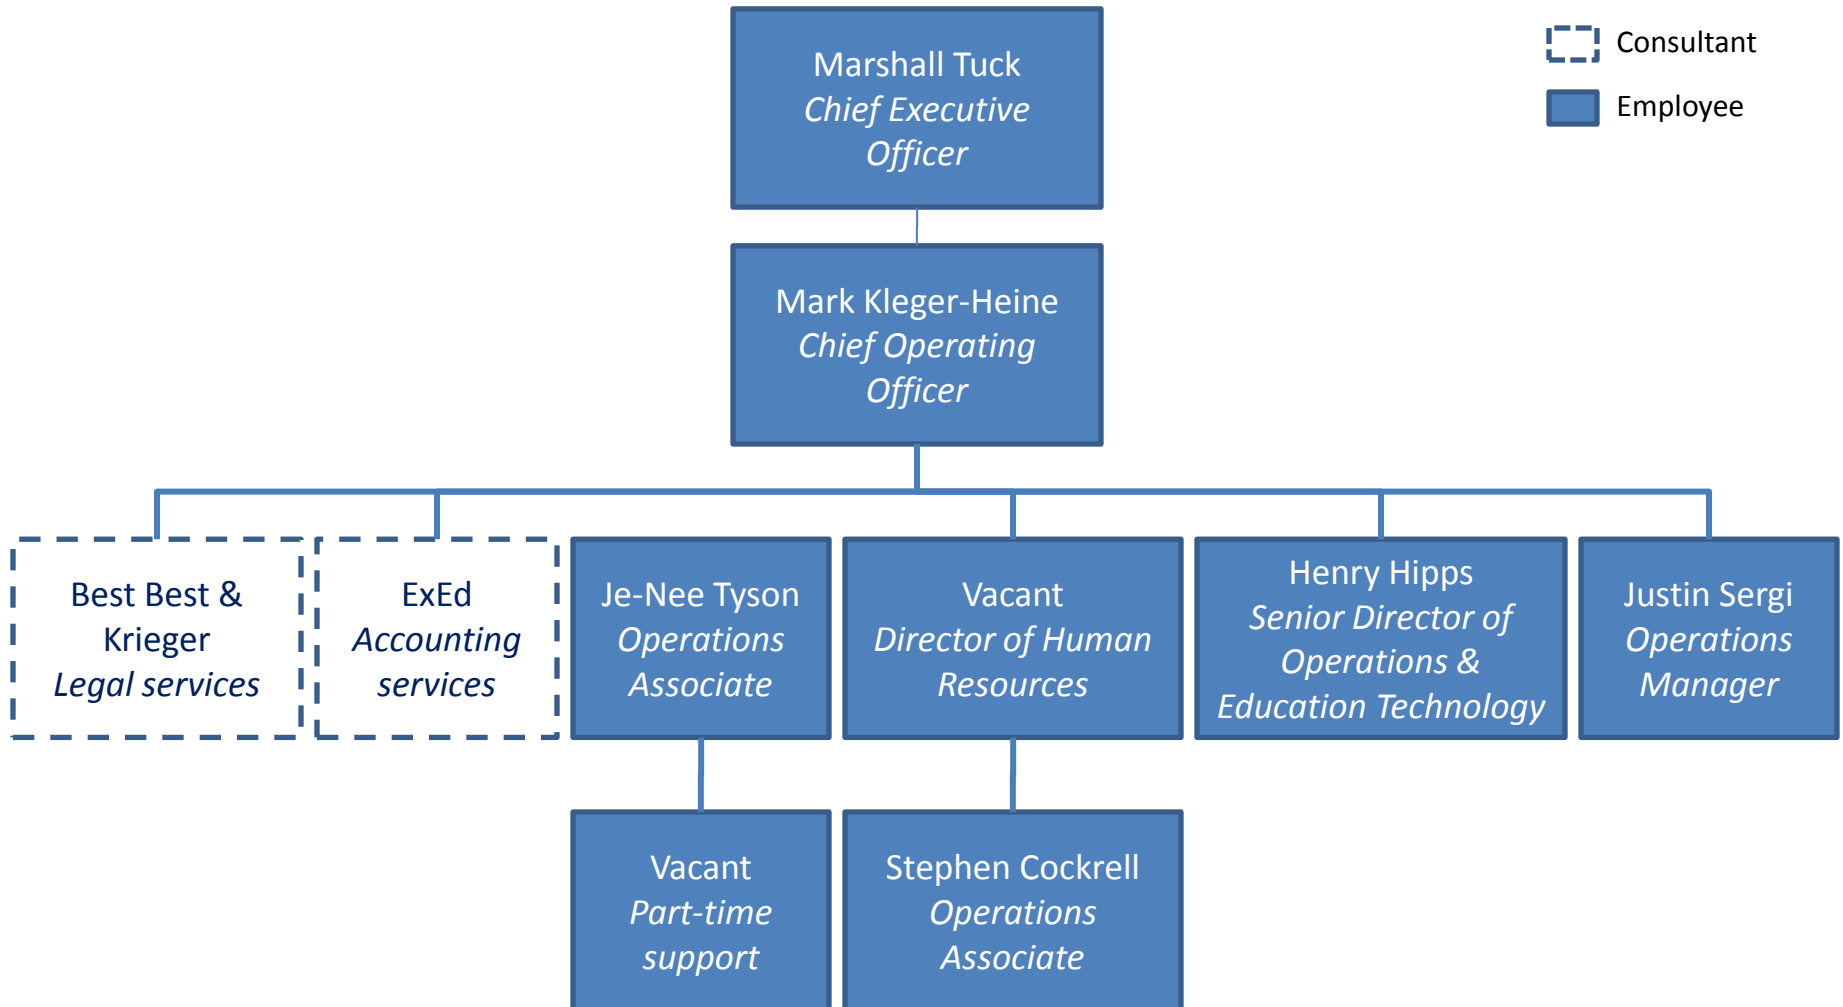 Marshall Tuck
Chief Executive
Officer
Consultant
Employee
Mark Kleger-Heine
Chief Operating
Officer
Best Best &
Krieger
Legal services
ExEd
Accounting
services
Je-Nee Tyson
Operations
Associate
Vacant
Director of Human
Resources
Henry Hipps
Senior Director of
Operations &
Education Technology
Justin Sergi
Operations
Manager
Vacant
Part-time
support
Stephen Cockrell
Operations
Associate